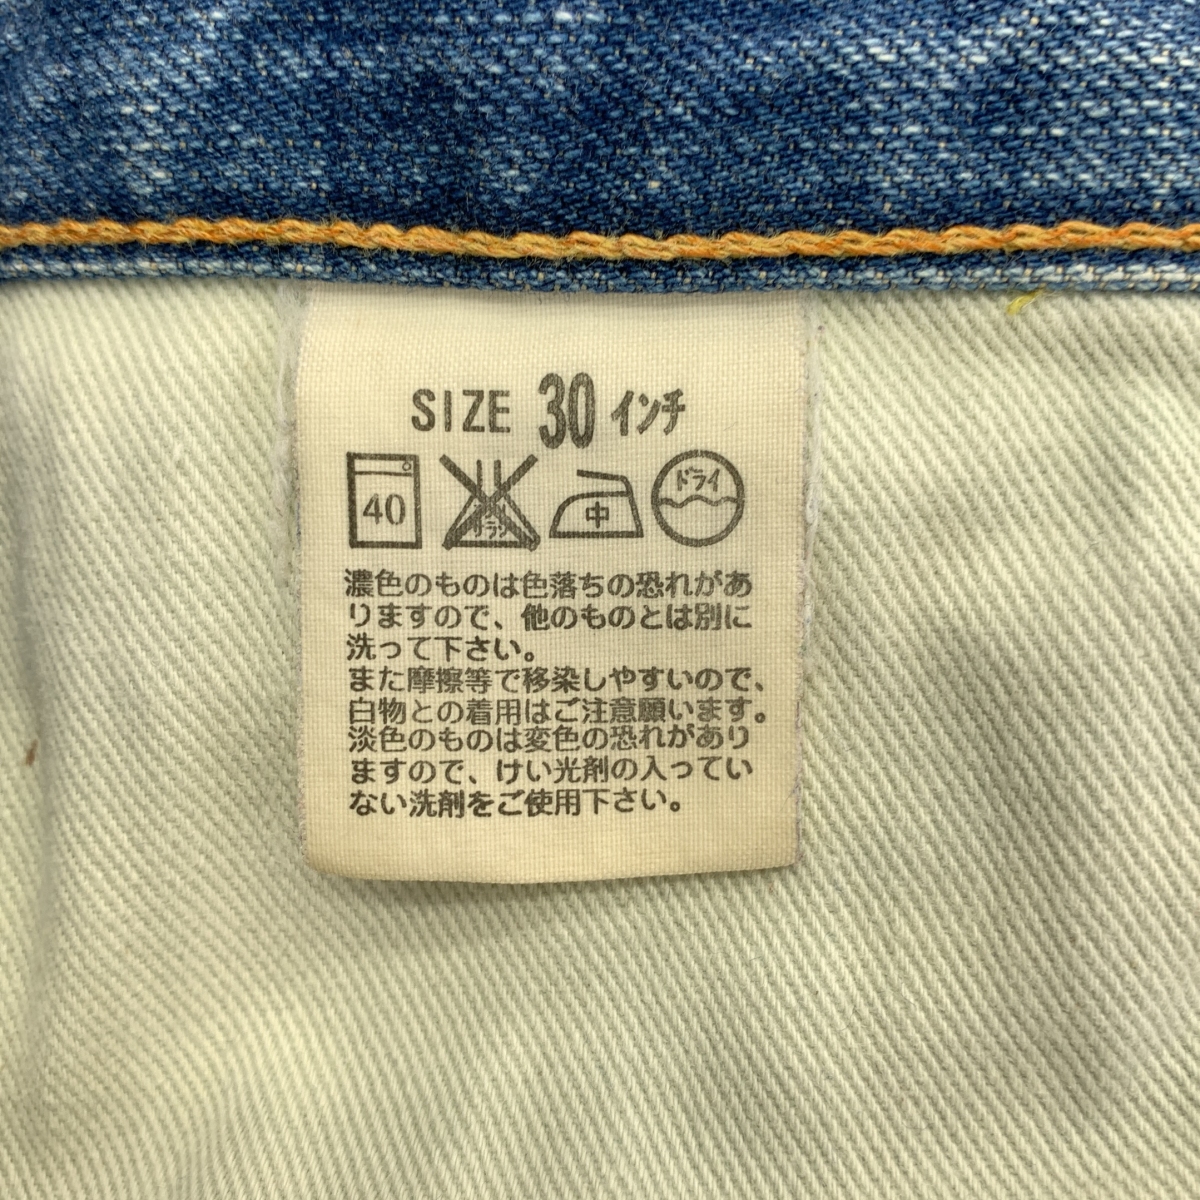 SIZE 30 インチ
40 中 ドライ
濃色のものは色落ちの恐れがあ
りますので、他のものとは別に
洗って下さい。
また摩擦等で移染しやすいので、
白物との着用はご注意願います。
淡色のものは変色の恐れがあり
ますので、けい光剤の入ってい
ない洗剤をご使用下さい。